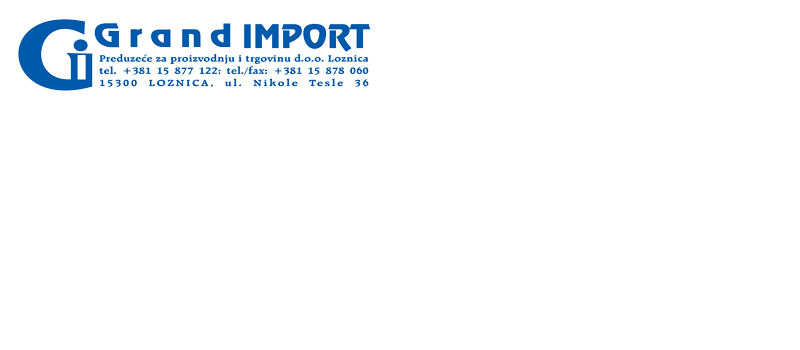 Gi Grand IMPORT
Preduzeće za proizvodnju i trgovinu d.o.o. Loznica
tel. +381 15 877 122; tel./fax: +381 15 878 060
15300 LOZNICA, ul. Nikole Tesle 36